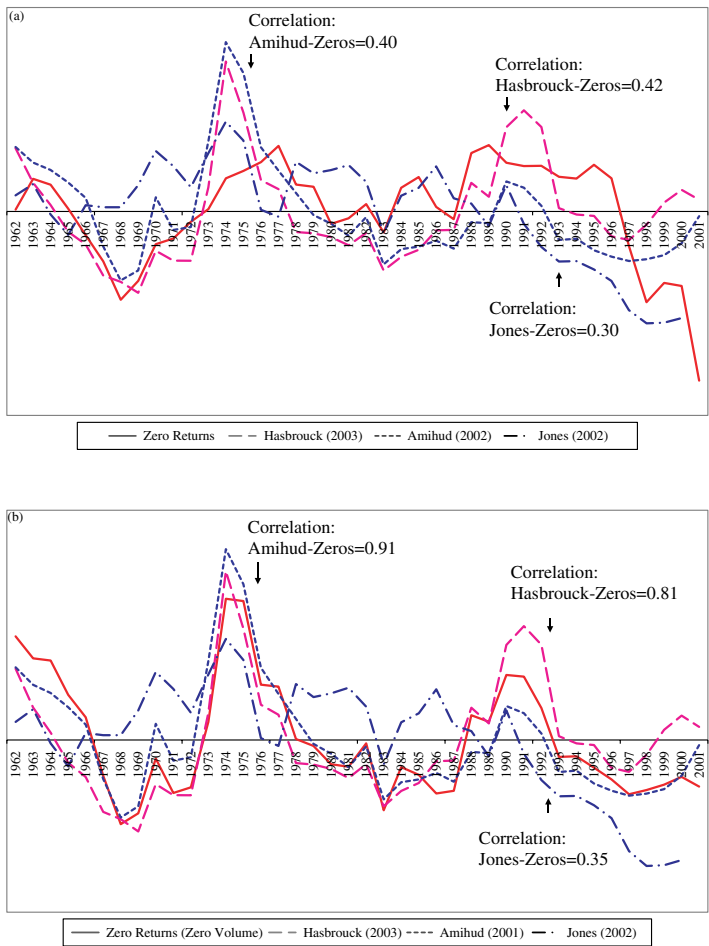 (a)
Correlation:
Amihud-Zeros=0.40
Correlation:
Hasbrouck-Zeros=0.42
1962 1963 1964 1965 1966 1967 1968 1969 1970 1971 1972 1973 1974 1975 1976 1977 1978 1979 1980 1981 1982 1983 1984 1985 1986 1987 1988 1989 1990 1991 1992 1993 1994 1995 1996 1997 1998 1999 2000 2001
Correlation:
Jones-Zeros=0.30
Zero Returns Hasbrouck (2003) Amihud (2002) Jones (2002)
(b)
Correlation:
Amihud-Zeros=0.91
Correlation:
Hasbrouck-Zeros=0.81
1962 1963 1964 1965 1966 1967 1968 1969 1970 1971 1972 1973 1974 1975 1976 1977 1978 1979 1980 1981 1982 1983 1984 1985 1986 1987 1988 1989 1990 1991 1992 1993 1994 1995 1996 1997 1998 1999 2000 2001
Correlation:
Jones-Zeros=0.35
Zero Returns (Zero Volume) Hasbrouck (2003) Amihud (2001) Jones (2002)